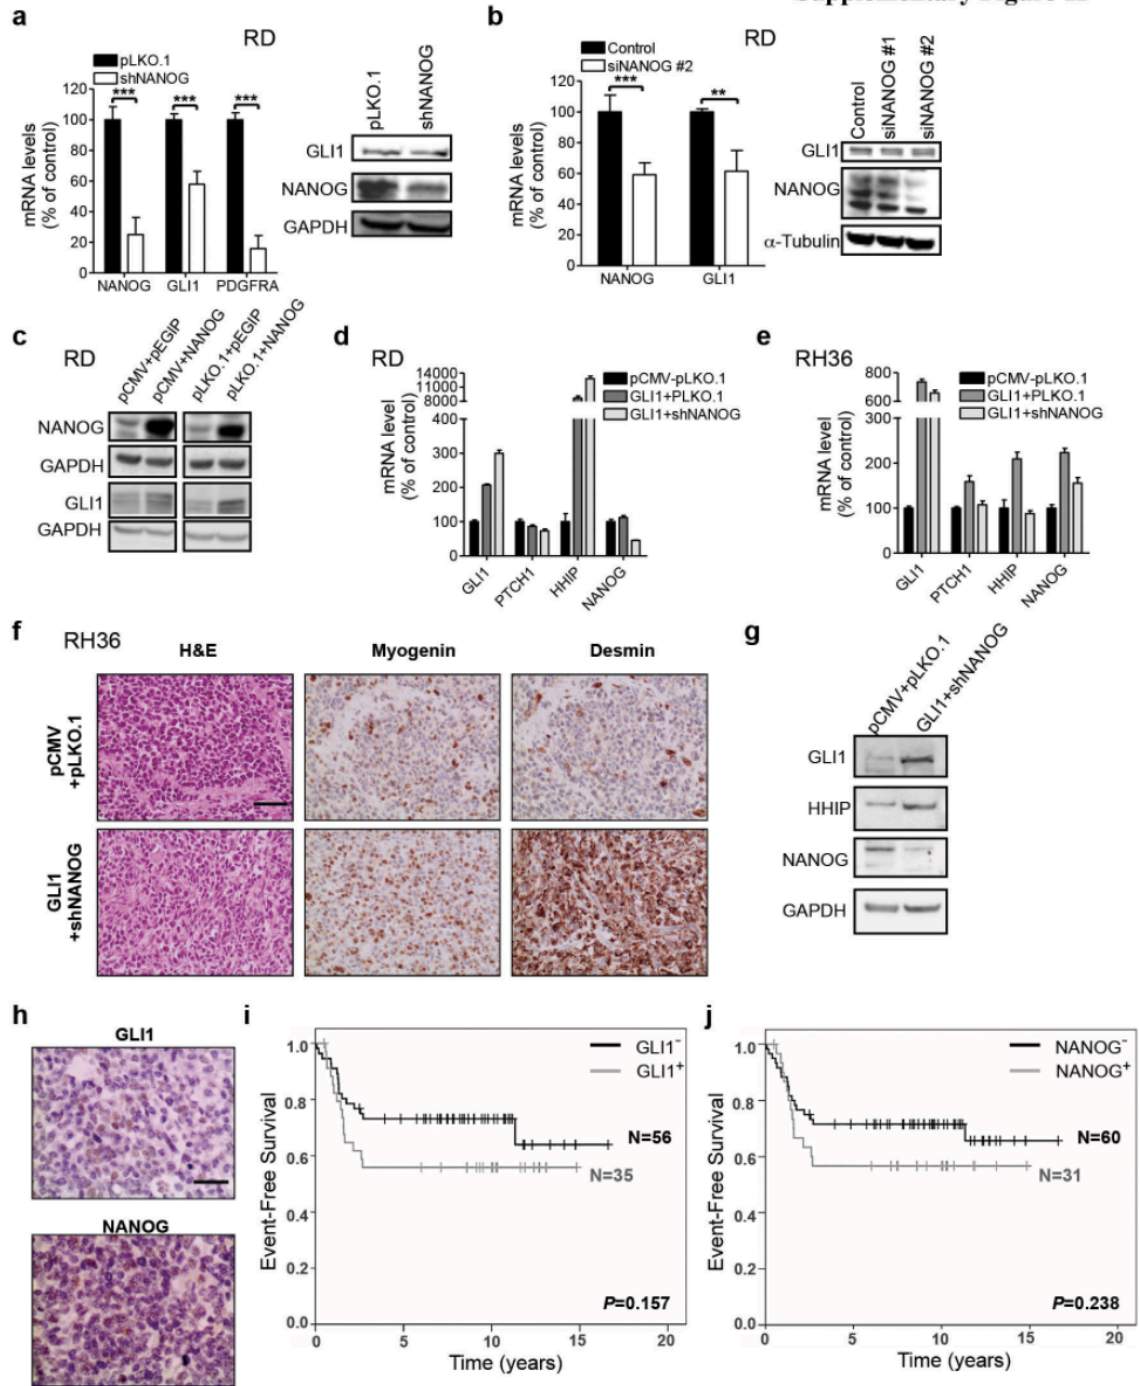 a
RD
pLKO.1
shNANOG
120
100
80
60
40
20
0
mRNA levels
(% of control)
*** *** ***
NANOG GLI1 PDGFRA
pLKO.1
shNANOG
GLI1
NANOG
GAPDH
b
RD
Control
siNANOG #2
120
100
80
60
40
20
0
mRNA levels
(% of control)
*** **
NANOG GLI1
Control
siNANOG #1
siNANOG #2
GLI1
NANOG
α-Tubulin
c
RD
pCMV+pEGIP
pCMV+NANOG
pLKO.1+pEGIP
pLKO.1+NANOG
NANOG
GAPDH
GLI1
GAPDH
d
RD
pCMV-pLKO.1
GLI1+PLKO.1
GLI1+shNANOG
14000
11000
8000
400
300
200
100
0
mRNA level
(% of control)
GLI1 PTCH1 HHIP NANOG
e
RH36
pCMV-pLKO.1
GLI1+PLKO.1
GLI1+shNANOG
800
600
300
200
100
0
mRNA level
(% of control)
GLI1 PTCH1 HHIP NANOG
f
RH36
H&E Myogenin Desmin
pCMV
+pLKO.1
GLI1
+shNANOG
g
pCMV+pLKO.1
GLI1+shNANOG
GLI1
HHIP
NANOG
GAPDH
h
GLI1
NANOG
i
GLI1⁻
GLI1⁺
1.0
0.8
0.6
0.4
0.2
0.0
Event-Free Survival
N=56
N=35
P=0.157
0 5 10 15 20
Time (years)
j
NANOG⁻
NANOG⁺
1.0
0.8
0.6
0.4
0.2
0.0
Event-Free Survival
N=60
N=31
P=0.238
0 5 10 15 20
Time (years)